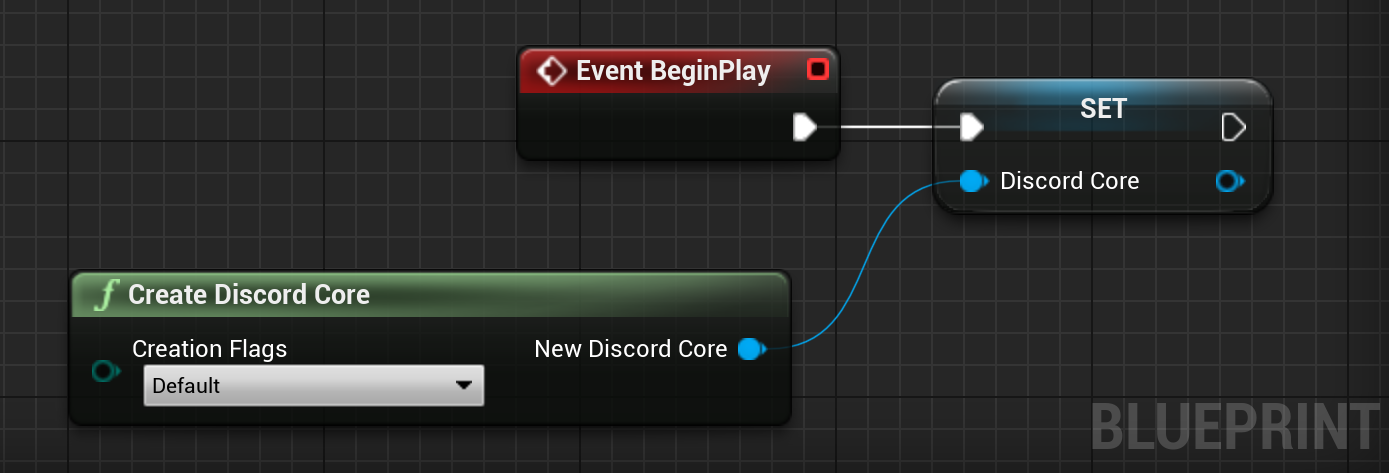 Event BeginPlay
SET
Discord Core
f Create Discord Core
Creation Flags
New Discord Core
Default
BLUEPRINT